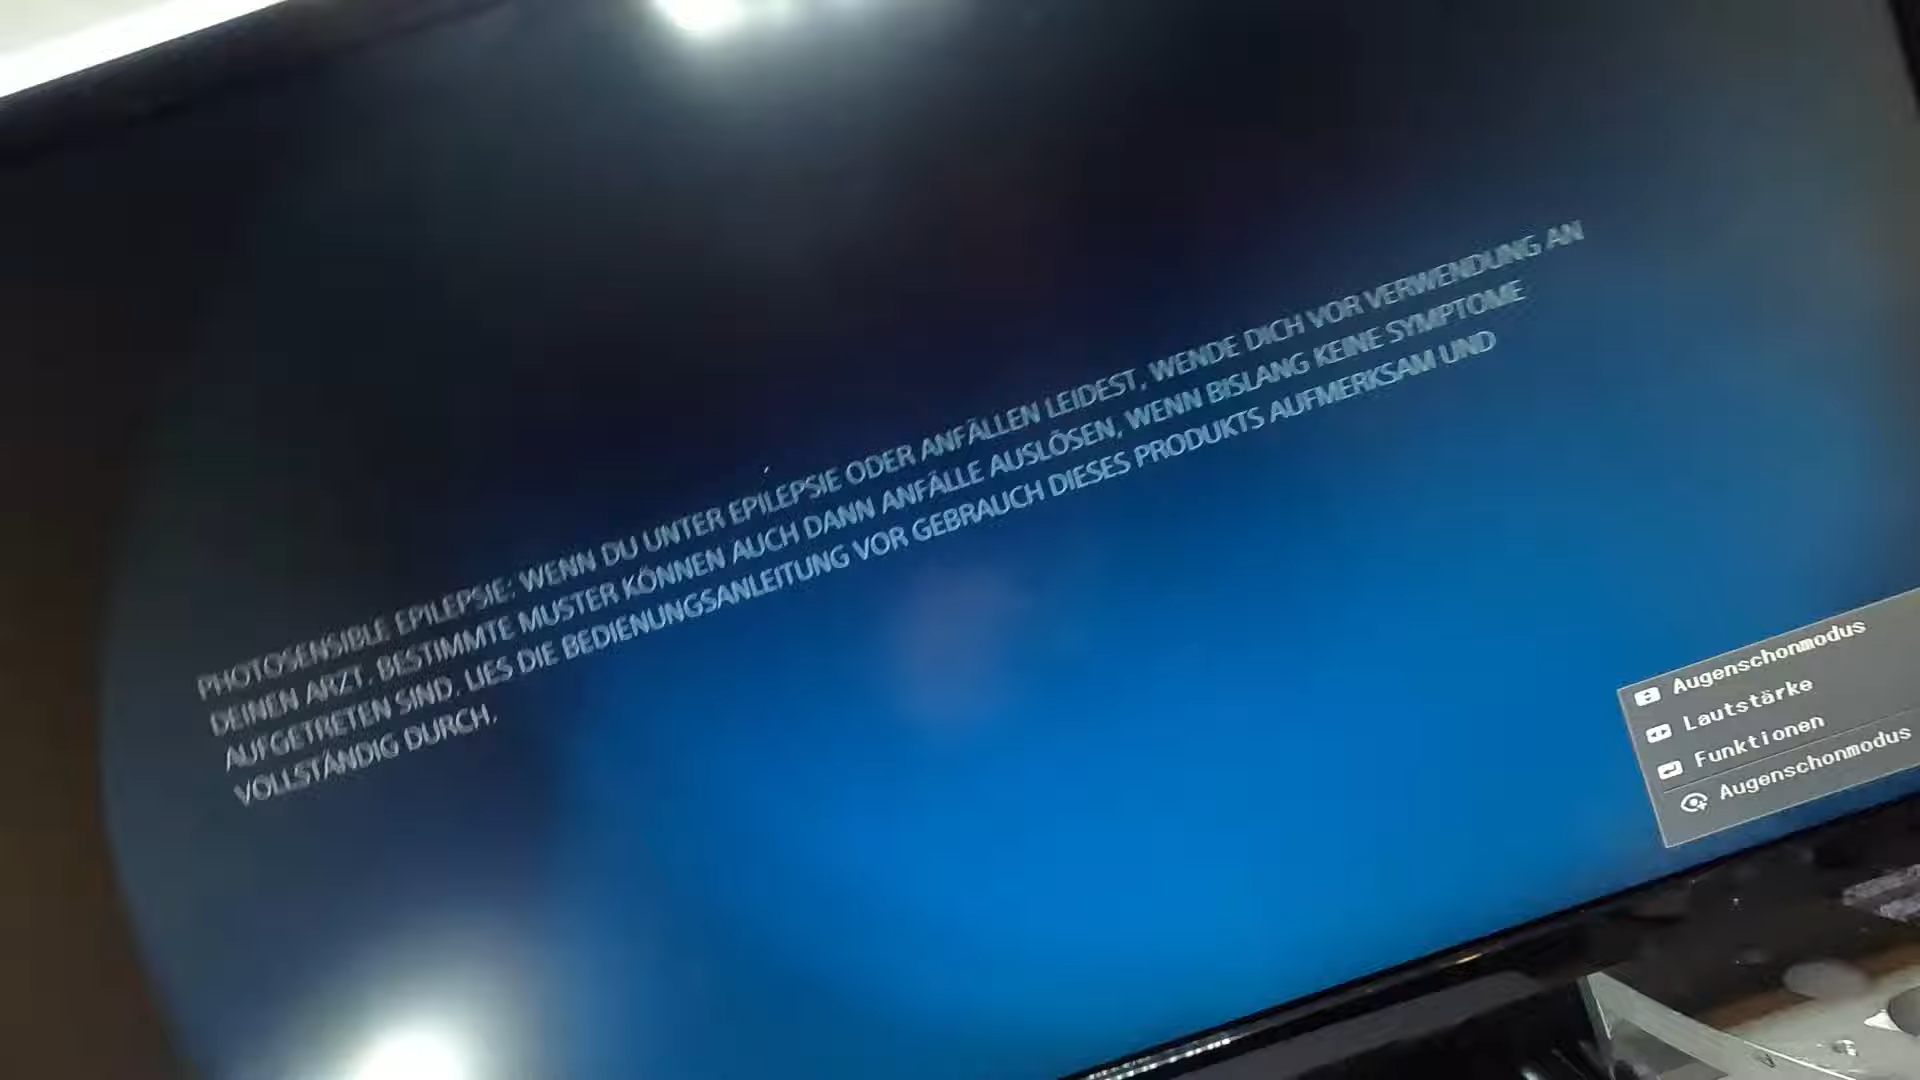 PHOTOSENSIBLE EPILEPSIE: WENN DU UNTER EPILEPSIE ODER ANFÄLLEN LEIDEST, WENDE DICH VOR VERWENDUNG AN
DEINEN ARZT. BESTIMMTE MUSTER KÖNNEN AUCH DANN ANFÄLLE AUSLÖSEN, WENN BISLANG KEINE SYMPTOME
AUFGETRETEN SIND. LIES DIE BEDIENUNGSANLEITUNG VOR GEBRAUCH DIESES PRODUKTS AUFMERKSAM UND
VOLLSTÄNDIG DURCH.
Augenschonmodus
Lautstärke
Funktionen
Augenschonmodus